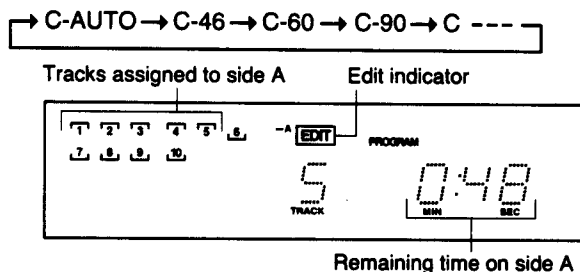 C-AUTO → C-46 → C-60 → C-90 → C ----
Tracks assigned to side A Edit indicator
1 2 3 4 5 6 -A EDIT PROGRAM
7 8 9 10
5 0:48
TRACK MIN SEC
Remaining time on side A